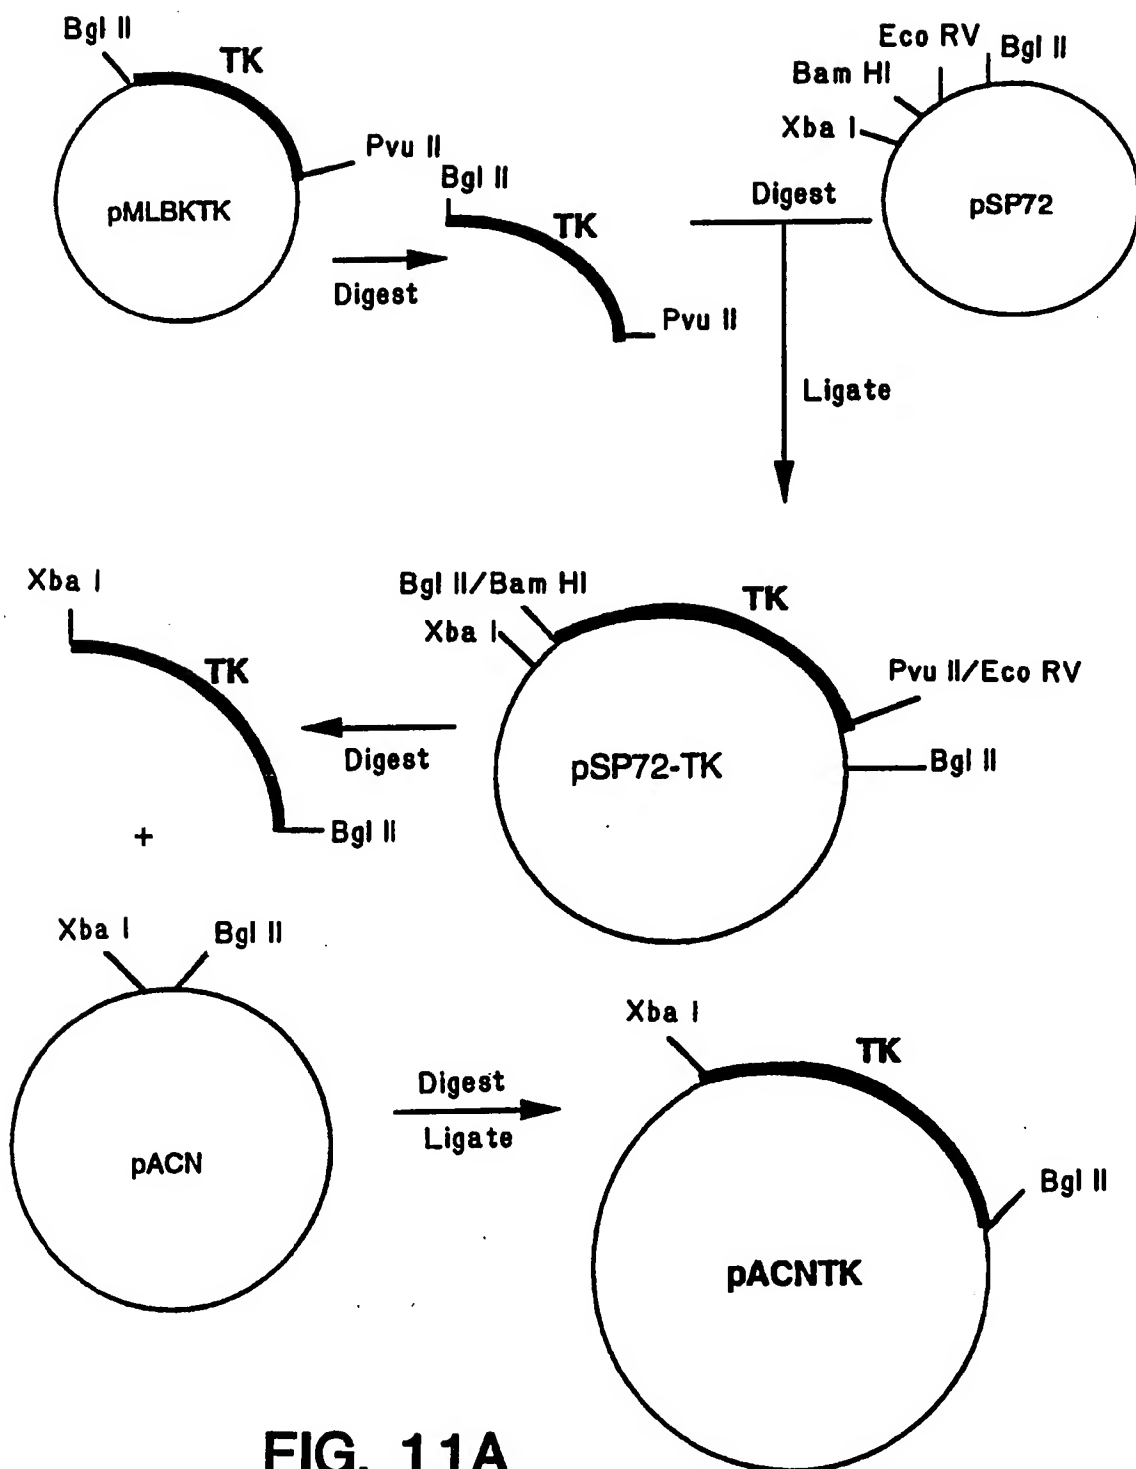 Bgl II
TK
Pvu II
pMLBKTK
Digest
Bgl II
TK
Pvu II
Eco RV
Bgl II
Bam HI
Xba I
pSP72
Digest
Ligate
Xba I
TK
Bgl II
+
Digest
Bgl II/Bam HI
TK
Xba I
Pvu II/Eco RV
pSP72-TK
Bgl II
Xba I
Bgl II
pACN
Digest
Ligate
Xba I
TK
Bgl II
pACNTK
FIG. 11A